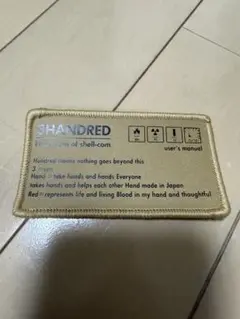 SHANDRED
of shell-com
user's manual
Hundred means nothing goes beyond this
Hand take hands and hands Everyone
takes hands and helps each other Hand made in Japan
Red represents life and living Blood in my hand and thoughtful